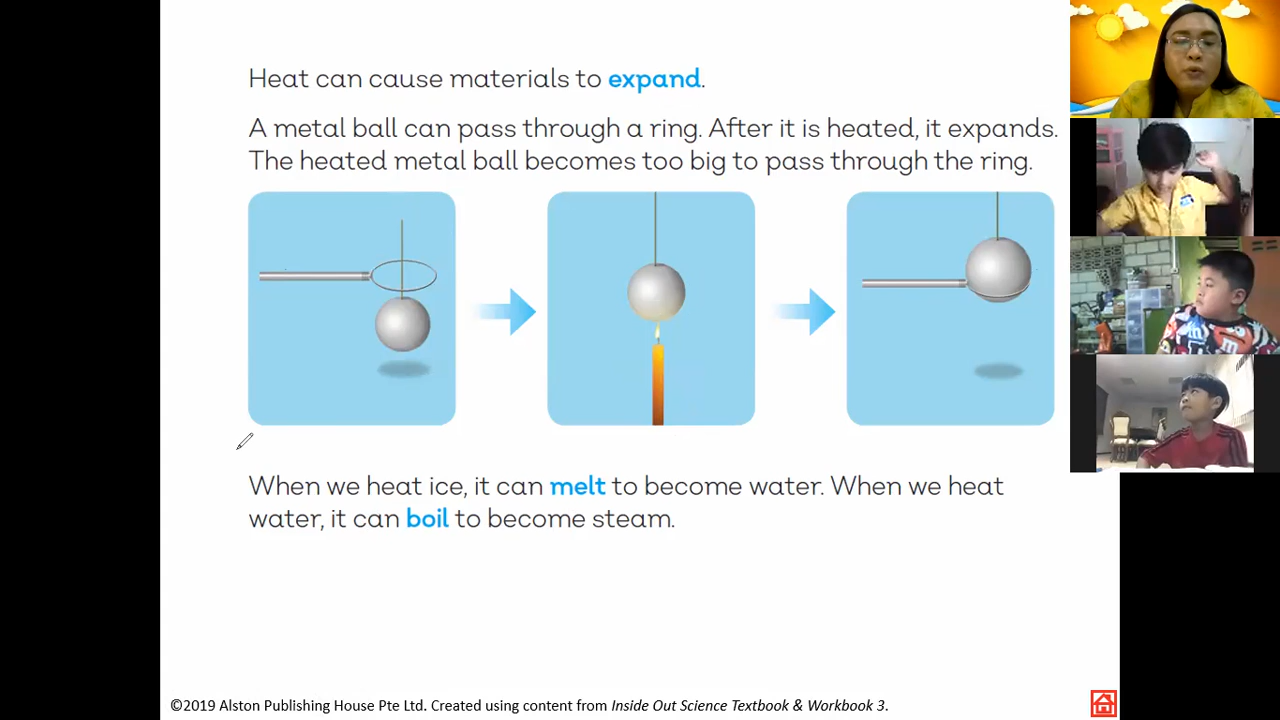 Heat can cause materials to expand.
A metal ball can pass through a ring. After it is heated, it expands.
The heated metal ball becomes too big to pass through the ring.
When we heat ice, it can melt to become water. When we heat
water, it can boil to become steam.
©2019 Alston Publishing House Pte Ltd. Created using content from Inside Out Science Textbook & Workbook 3.